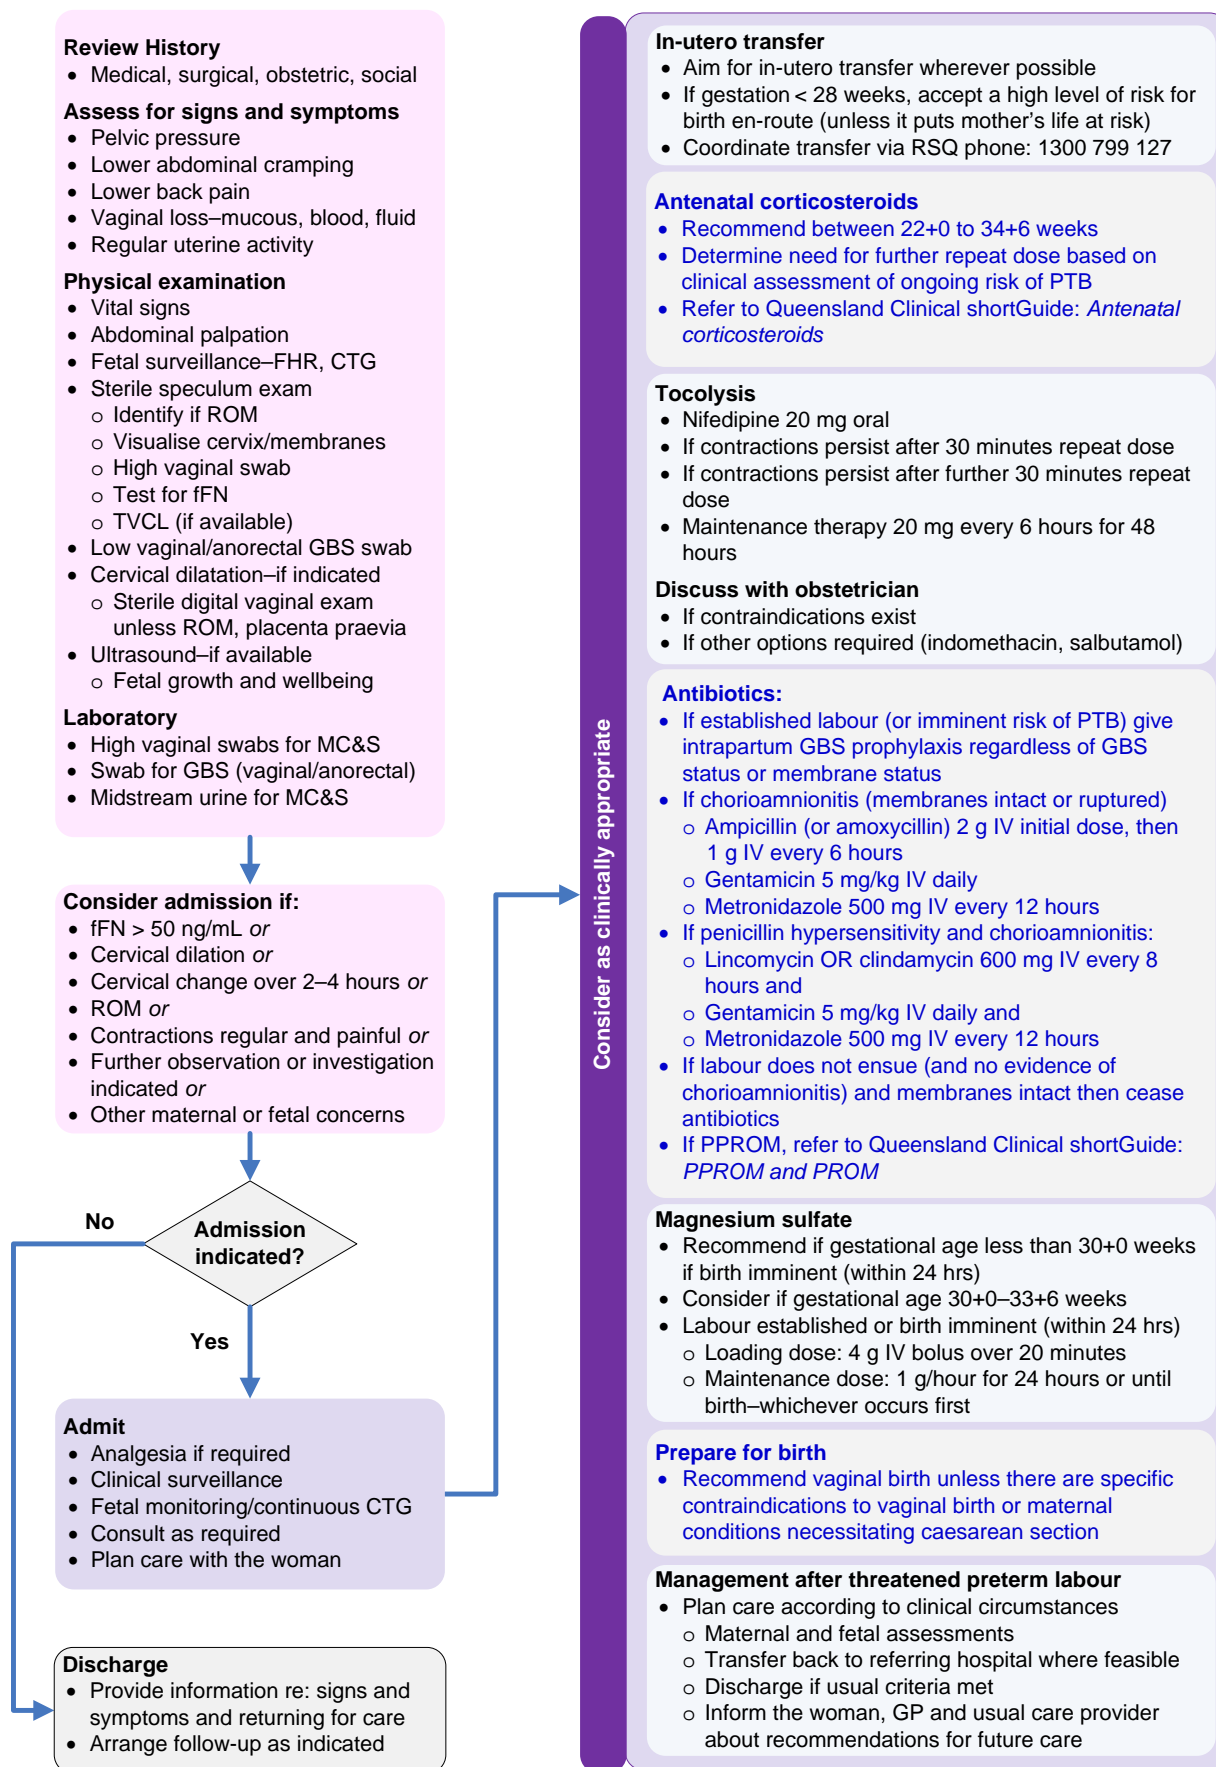 Review History
• Medical, surgical, obstetric, social
Assess for signs and symptoms
• Pelvic pressure
• Lower abdominal cramping
• Lower back pain
• Vaginal loss–mucous, blood, fluid
• Regular uterine activity
Physical examination
• Vital signs
• Abdominal palpation
• Fetal surveillance–FHR, CTG
• Sterile speculum exam
o Identify if ROM
o Visualise cervix/membranes
o High vaginal swab
o Test for fFN
o TVCL (if available)
• Low vaginal/anorectal GBS swab
• Cervical dilatation–if indicated
o Sterile digital vaginal exam
unless ROM, placenta praevia
• Ultrasound–if available
o Fetal growth and wellbeing
Laboratory
• High vaginal swabs for MC&S
• Swab for GBS (vaginal/anorectal)
• Midstream urine for MC&S
Consider admission if:
• fFN > 50 ng/mL or
• Cervical dilation or
• Cervical change over 2–4 hours or
• ROM or
• Contractions regular and painful or
• Further observation or investigation
indicated or
• Other maternal or fetal concerns
Admission
indicated?
No
Yes
Admit
• Analgesia if required
• Clinical surveillance
• Fetal monitoring/continuous CTG
• Consult as required
• Plan care with the woman
Discharge
• Provide information re: signs and
symptoms and returning for care
• Arrange follow-up as indicated
Consider as clinically appropriate
In-utero transfer
• Aim for in-utero transfer wherever possible
• If gestation < 28 weeks, accept a high level of risk for
birth en-route (unless it puts mother's life at risk)
• Coordinate transfer via RSQ phone: 1300 799 127
Antenatal corticosteroids
• Recommend between 22+0 to 34+6 weeks
• Determine need for further repeat dose based on
clinical assessment of ongoing risk of PTB
• Refer to Queensland Clinical shortGuide: Antenatal
corticosteroids
Tocolysis
• Nifedipine 20 mg oral
• If contractions persist after 30 minutes repeat dose
• If contractions persist after further 30 minutes repeat
dose
• Maintenance therapy 20 mg every 6 hours for 48
hours
Discuss with obstetrician
• If contraindications exist
• If other options required (indomethacin, salbutamol)
Antibiotics:
• If established labour (or imminent risk of PTB) give
intrapartum GBS prophylaxis regardless of GBS
status or membrane status
• If chorioamnionitis (membranes intact or ruptured)
o Ampicillin (or amoxycillin) 2 g IV initial dose, then
1 g IV every 6 hours
o Gentamicin 5 mg/kg IV daily
o Metronidazole 500 mg IV every 12 hours
• If penicillin hypersensitivity and chorioamnionitis:
o Lincomycin OR clindamycin 600 mg IV every 8
hours and
o Gentamicin 5 mg/kg IV daily and
o Metronidazole 500 mg IV every 12 hours
• If labour does not ensue (and no evidence of
chorioamnionitis) and membranes intact then cease
antibiotics
• If PPROM, refer to Queensland Clinical shortGuide:
PPROM and PROM
Magnesium sulfate
• Recommend if gestational age less than 30+0 weeks
if birth imminent (within 24 hrs)
• Consider if gestational age 30+0–33+6 weeks
• Labour established or birth imminent (within 24 hrs)
o Loading dose: 4 g IV bolus over 20 minutes
o Maintenance dose: 1 g/hour for 24 hours or until
birth–whichever occurs first
Prepare for birth
• Recommend vaginal birth unless there are specific
contraindications to vaginal birth or maternal
conditions necessitating caesarean section
Management after threatened preterm labour
• Plan care according to clinical circumstances
o Maternal and fetal assessments
o Transfer back to referring hospital where feasible
o Discharge if usual criteria met
o Inform the woman, GP and usual care provider
about recommendations for future care